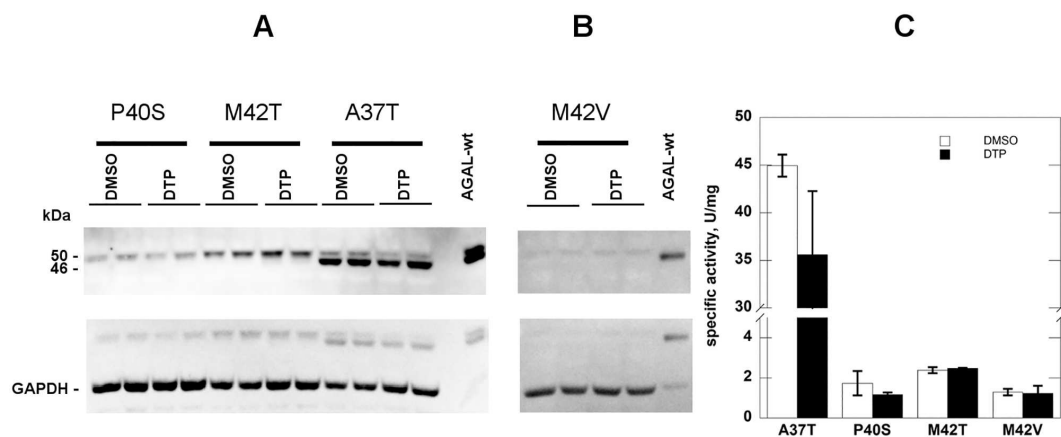 A B C
P40S M42T A37T AGAL-wt M42V AGAL-wt
DMSO DTP DMSO DTP DMSO DTP DMSO DTP
kDa
50 -
46 -
GAPDH -
50
45
40
35
30
4
2
0
specific activity, U/mg
DMSO
DTP
A37T P40S M42T M42V